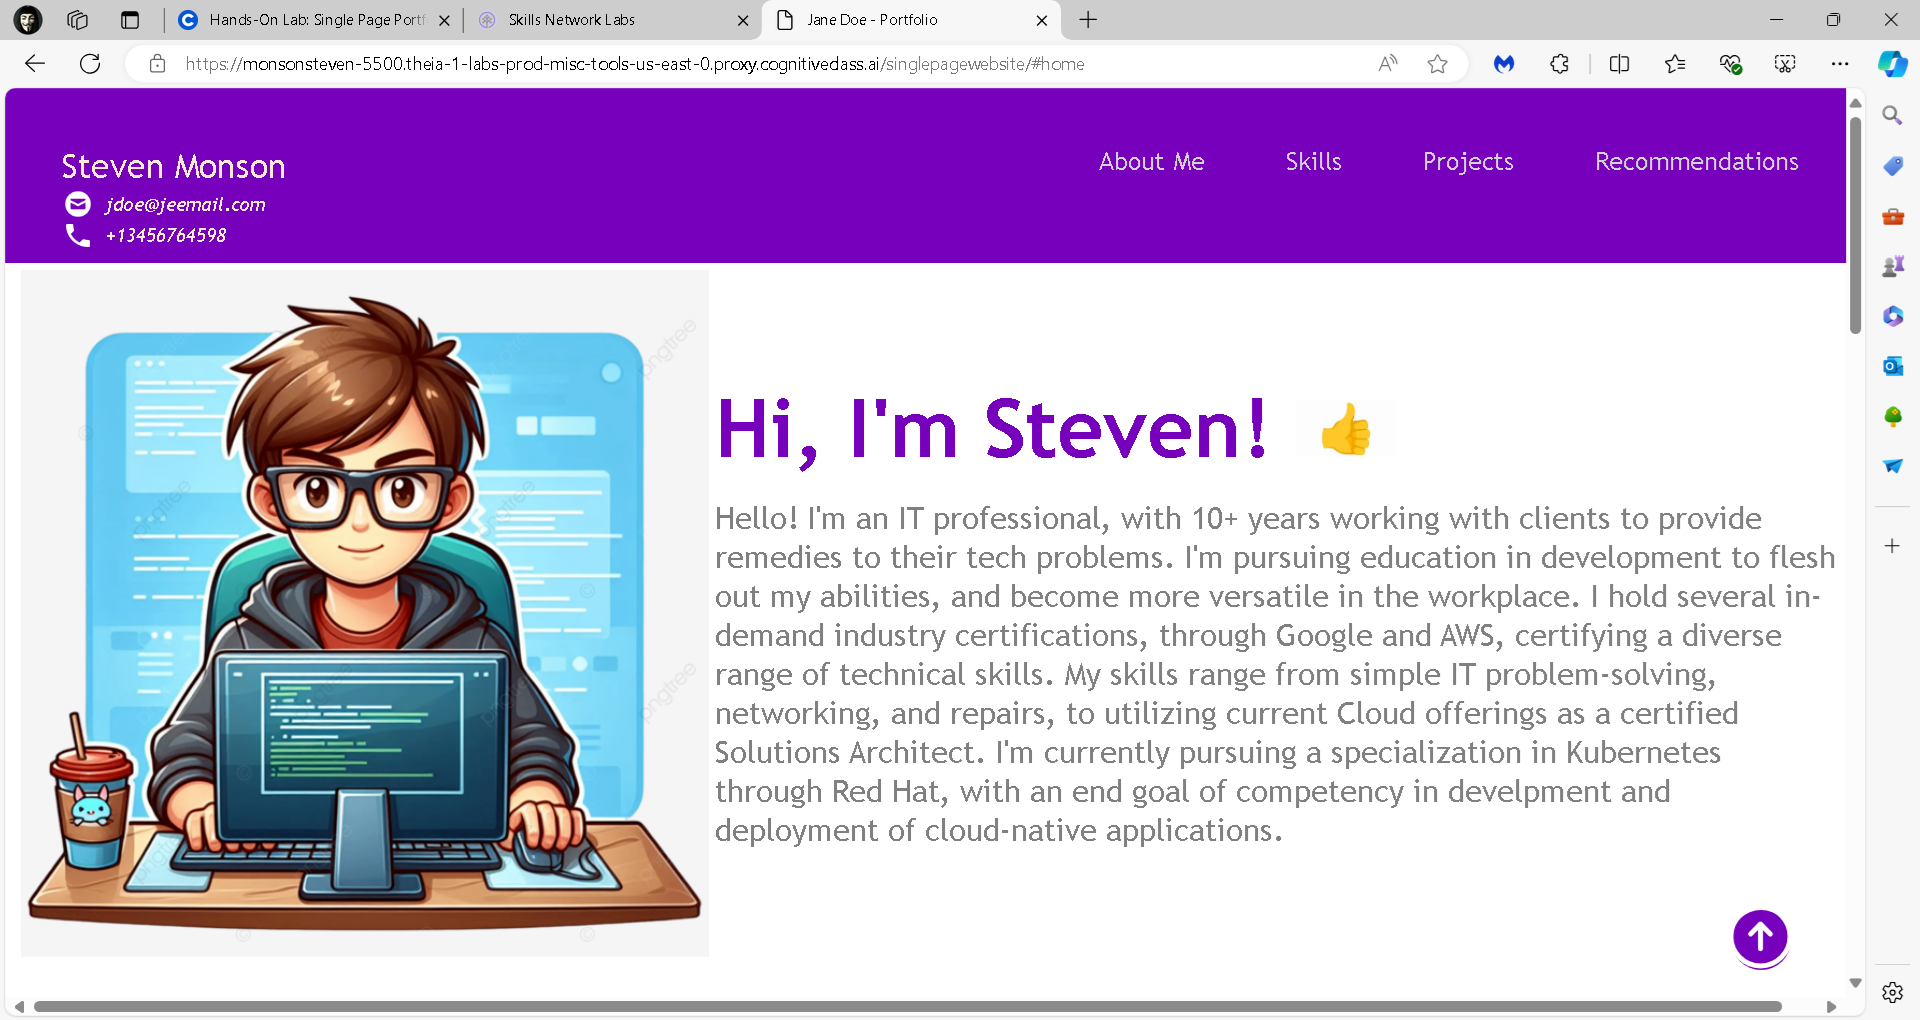 Hands-On Lab: Single Page Portf
Skills Network Labs
Jane Doe - Portfolio
https://monsonsteven-5500.theia-1-labs-prod-misc-tools-us-east-0.proxy.cognitiveclass.ai/singlepagewebsite/#home
Steven Monson
About Me
Skills
Projects
Recommendations
jdoe@jeemail.com
+13456764598
Hi, I'm Steven! 👍
Hello! I'm an IT professional, with 10+ years working with clients to provide
remedies to their tech problems. I'm pursuing education in development to flesh
out my abilities, and become more versatile in the workplace. I hold several in-
demand industry certifications, through Google and AWS, certifying a diverse
range of technical skills. My skills range from simple IT problem-solving,
networking, and repairs, to utilizing current Cloud offerings as a certified
Solutions Architect. I'm currently pursuing a specialization in Kubernetes
through Red Hat, with an end goal of competency in develpment and
deployment of cloud-native applications.
pngtree
pngtree
pngtree
pngtree
pngtree